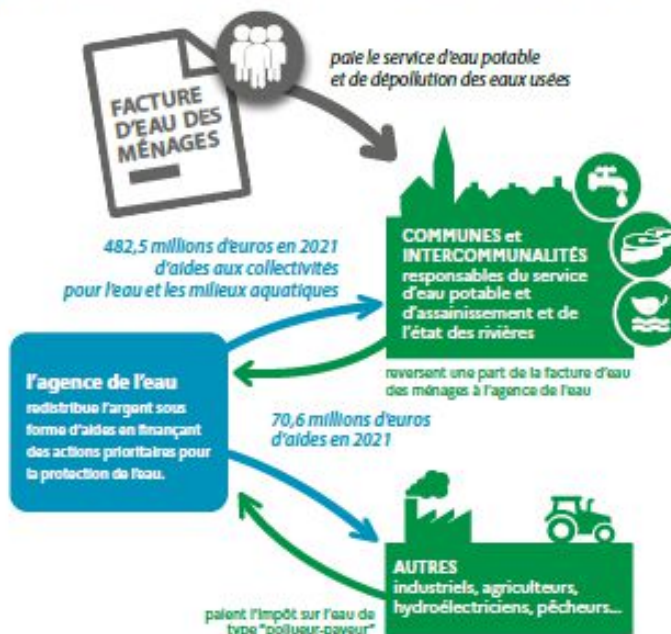 FACTURE
D'EAU DES
MÉNAGES
paie le service d'eau potable
et de dépollution des eaux usées
482,5 millions d'euros en 2021
d'aides aux collectivités
pour l'eau et les milieux aquatiques
COMMUNES et
INTERCOMMUNALITÉS
responsables du service
d'eau potable et
d'assainissement et de
l'état des rivières
reversent une part de la facture d'eau
des ménages à l'agence de l'eau
l'agence de l'eau
redistribue l'argent sous
forme d'aides en finançant
des actions prioritaires pour
la protection de l'eau.
70,6 millions d'euros
d'aides en 2021
AUTRES
industriels, agriculteurs,
hydroélectriciens, pêcheurs...
paient l'impôt sur l'eau de
type "pollueur-payeur"